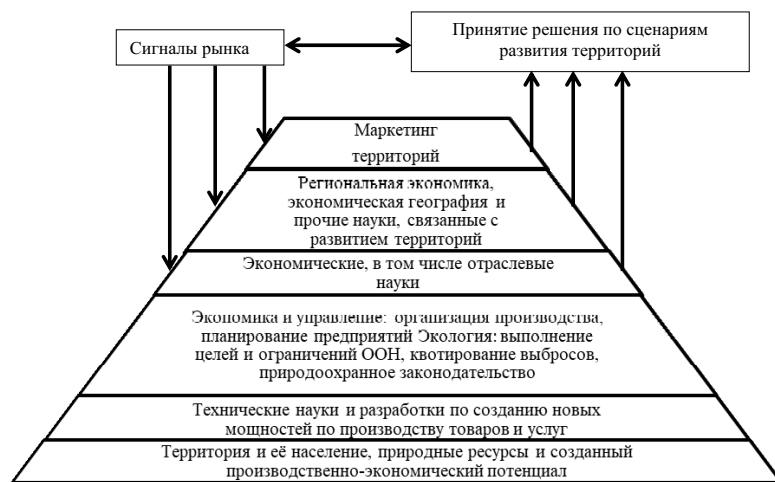 Сигналы рынка
Принятие решения по сценариям
развития территорий
Маркетинг
территорий
Региональная экономика,
экономическая география и
прочие науки, связанные с
развитием территорий
Экономические, в том числе отраслевые
науки
Экономика и управление: организация производства,
планирование предприятий Экология: выполнение
целей и ограничений ООН, квотирование выбросов,
природоохранное законодательство
Технические науки и разработки по созданию новых
мощностей по производству товаров и услуг
Территория и её население, природные ресурсы и созданный
производственно-экономический потенциал